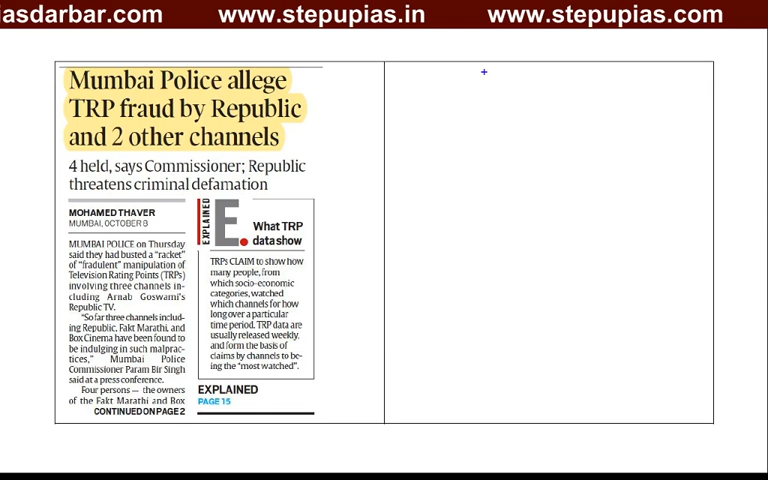 iasdarbar.com www.stepupias.in www.stepupias.com
Mumbai Police allege
TRP fraud by Republic
and 2 other channels
4 held, says Commissioner; Republic
threatens criminal defamation
MOHAMED THAVER
MUMBAI, OCTOBER 8
MUMBAI POLICE on Thursday
said they had busted a "racket"
of "fradulent" manipulation of
Television Rating Points (TRPs)
involving three channels in-
cluding Arnab Goswami's
Republic TV.
"So far three channels includ-
ing Republic, Fakt Marathi, and
Box Cinema have been found to
be indulging in such malprac-
tices," Mumbai Police
Commissioner Param Bir Singh
said at a press conference.
Four persons — the owners
of the Fakt Marathi and Box
CONTINUED ON PAGE 2
EXPLAINED
E.
What TRP
data show
TRPs CLAIM to show how
many people, from
which socio-economic
categories, watched
which channels for how
long over a particular
time period. TRP data are
usually released weekly,
and form the basis of
claims by channels to be-
ing the "most watched".
EXPLAINED
PAGE 15